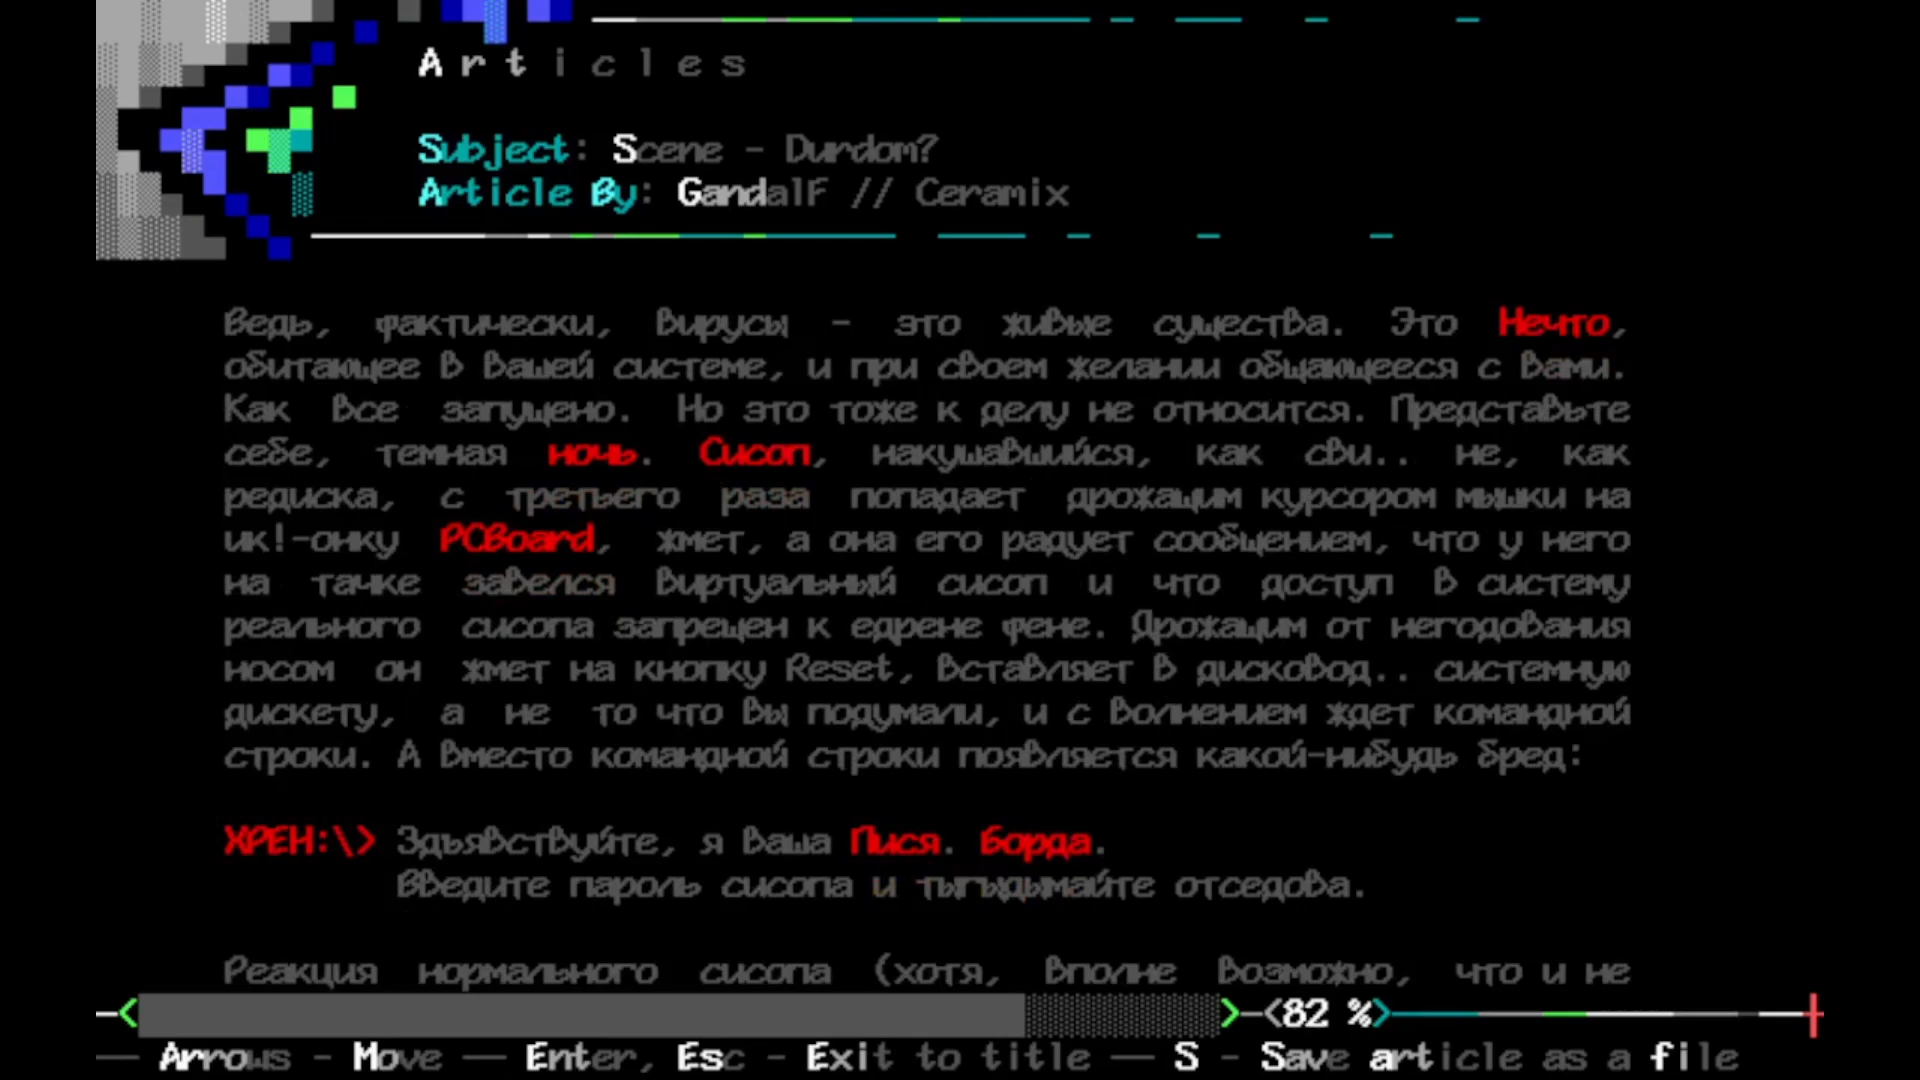 Articles
Subject: Scene - Durdom?
Article By: Gandalf // Ceramix
Ведь, фактически, вирусы - это живые существа. Это Нечто,
обитающее в вашей системе, и при своем желании общающееся с вами.
Как все запущено. Но это тоже к делу не относится. Представьте
себе, темная ночь. Сисоп, накушавшийся, как сви.. не, как
редиска, с третьего раза попадает дрожащим курсором мышки на
ик!-онку PCBoard, жмет, а она его радует сообщением, что у него
на тачке завелся виртуальный сисоп и что доступ в систему
реального сисопа запрещен к едрене фене. Дрожащим от негодования
носом он жмет на кнопку Reset, вставляет в дисковод.. системную
дискету, а не то что вы подумали, и с волнением ждет командной
строки. А вместо командной строки появляется какой-нибудь бред:
ХРЕН:\> Здьявствуйте, я ваша Пися. Борда.
Введите пароль сисопа и тыгыдымайте отседова.
Реакция нормального сисопа (хотя, вполне возможно, что и не
<82 %>
Arrows - Move — Enter, Esc - Exit to title — S - Save article as a file